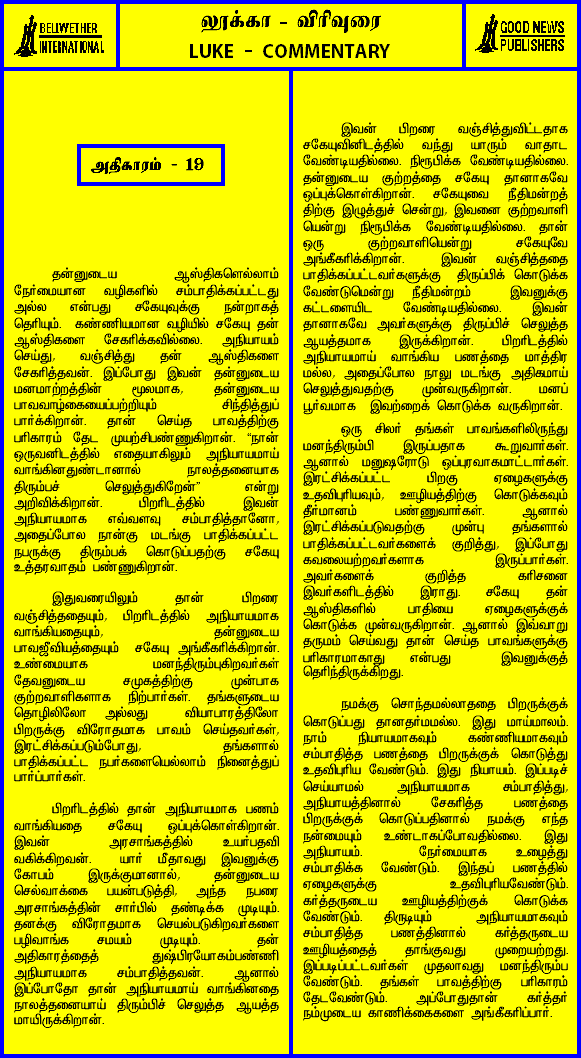 BELLWETHER
INTERNATIONAL
லூக்கா - விரிவுரை
LUKE - COMMENTARY
GOOD NEWS
PUBLISHERS
அதிகாரம் - 19
தன்னுடைய ஆஸ்திகளெல்லாம்
நேர்மையான வழிகளில் சம்பாதிக்கப்பட்டது
அல்ல என்பது சகேயுவுக்கு நன்றாகத்
தெரியும். கண்ணியமான வழியில் சகேயு தன்
ஆஸ்திகளை சேகரிக்கவில்லை. அநியாயம்
செய்து, வஞ்சித்து தன் ஆஸ்திகளை
சேகரித்தவன். இப்போது இவன் தன்னுடைய
மனமாற்றத்தின் மூலமாக, தன்னுடைய
பாவவாழ்கையைப்பற்றியும் சிந்தித்துப்
பார்க்கிறான். தான் செய்த பாவத்திற்கு
பரிகாரம் தேட முயற்சிபண்ணுகிறான். "நான்
ஒருவனிடத்தில் எதையாகிலும் அநியாயமாய்
வாங்கினதுண்டானால் நாலத்தனையாக
திரும்பச் செலுத்துகிறேன்" என்று
அறிவிக்கிறான். பிறரிடத்தில் இவன்
அநியாயமாக எவ்வளவு சம்பாதித்தானோ,
அதைப்போல நான்கு மடங்கு பாதிக்கப்பட்ட
நபருக்கு திரும்பக் கொடுப்பதற்கு சகேயு
உத்தரவாதம் பண்ணுகிறான்.
இதுவரையிலும் தான் பிறரை
வஞ்சித்ததையும், பிறரிடத்தில் அநியாயமாக
வாங்கியதையும், தன்னுடைய
பாவஜீவியத்தையும் சகேயு அங்கீகரிக்கிறான்.
உண்மையாக மனந்திரும்புகிறவர்கள்
தேவனுடைய சமுகத்திற்கு முன்பாக
குற்றவாளிகளாக நிற்பார்கள். தங்களுடைய
தொழிலிலோ அல்லது வியாபாரத்திலோ
பிறருக்கு விரோதமாக பாவம் செய்தவர்கள்,
இரட்சிக்கப்படும்போது, தங்களால்
பாதிக்கப்பட்ட நபர்களையெல்லாம் நினைத்துப்
பார்ப்பார்கள்.
பிறரிடத்தில் தான் அநியாயமாக பணம்
வாங்கியதை சகேயு ஒப்புக்கொள்கிறான்.
இவன் அரசாங்கத்தில் உயர்பதவி
வகிக்கிறவன். யார் மீதாவது இவனுக்கு
கோபம் இருக்குமானால், தன்னுடைய
செல்வாக்கை பயன்படுத்தி, அந்த நபரை
அரசாங்கத்தின் சார்பில் தண்டிக்க முடியும்.
தனக்கு விரோதமாக செயல்படுகிறவர்களை
பழிவாங்க சமயம் முடியும். தன்
அதிகாரத்தைத் துஷ்பிரயோகம்பண்ணி
அநியாயமாக சம்பாதித்தவன். ஆனால்
இப்போதோ தான் அநியாயமாய் வாங்கினதை
நாலத்தனையாய் திரும்பிச் செலுத்த ஆயத்த
மாயிருக்கிறான்.
இவன் பிறரை வஞ்சித்துவிட்டதாக
சகேயுவினிடத்தில் வந்து யாரும் வாதாட
வேண்டியதில்லை. நிரூபிக்க வேண்டியதில்லை.
தன்னுடைய குற்றத்தை சகேயு தானாகவே
ஒப்புக்கொள்கிறான். சகேயுவை நீதிமன்றத்
திற்கு இழுத்துச் சென்று, இவனை குற்றவாளி
யென்று நிரூபிக்க வேண்டியதில்லை. தான்
ஒரு குற்றவாளியென்று சகேயுவே
அங்கீகரிக்கிறான். இவன் வஞ்சித்ததை
பாதிக்கப்பட்டவர்களுக்கு திருப்பிக் கொடுக்க
வேண்டுமென்று நீதிமன்றம் இவனுக்கு
கட்டளையிட வேண்டியதில்லை. இவன்
தானாகவே அவர்களுக்கு திருப்பிச் செலுத்த
ஆயத்தமாக இருக்கிறான். பிறரிடத்தில்
அநியாயமாய் வாங்கிய பணத்தை மாத்திர
மல்ல, அதைப்போல நாலு மடங்கு அதிகமாய்
செலுத்துவதற்கு முன்வருகிறான். மனப்
பூர்வமாக இவற்றைக் கொடுக்க வருகிறான்.
ஒரு சிலர் தங்கள் பாவங்களிலிருந்து
மனந்திரும்பி இருப்பதாக கூறுவார்கள்.
ஆனால் மனுஷரோடு ஒப்புரவாகமாட்டார்கள்.
இரட்சிக்கப்பட்ட பிறகு ஏழைகளுக்கு
உதவிபுரியவும், ஊழியத்திற்கு கொடுக்கவும்
தீர்மானம் பண்ணுவார்கள். ஆனால்
இரட்சிக்கப்படுவதற்கு முன்பு தங்களால்
பாதிக்கப்பட்டவர்களைக் குறித்து, இப்போது
கவலையற்றவர்களாக இருப்பார்கள்.
அவர்களைக் குறித்த கரிசனை
இவர்களிடத்தில் இராது. சகேயு தன்
ஆஸ்திகளில் பாதியை ஏழைகளுக்குக்
கொடுக்க முன்வருகிறான். ஆனால் இவ்வாறு
தருமம் செய்வது தான் செய்த பாவங்களுக்கு
பரிகாரமாகாது என்பது இவனுக்குத்
தெரிந்திருக்கிறது.
நமக்கு சொந்தமல்லாததை பிறருக்குக்
கொடுப்பது தானதர்மமல்ல. இது மாய்மாலம்.
நாம் நியாயமாகவும் கண்ணியமாகவும்
சம்பாதித்த பணத்தை பிறருக்குக் கொடுத்து
உதவிபுரிய வேண்டும். இது நியாயம். இப்படிச்
செய்யாமல் அநியாயமாக சம்பாதித்து,
அநியாயத்தினால் சேகரித்த பணத்தை
பிறருக்குக் கொடுப்பதினால் நமக்கு எந்த
நன்மையும் உண்டாகப்போவதில்லை. இது
அநியாயம். நேர்மையாக உழைத்து
சம்பாதிக்க வேண்டும். இந்தப் பணத்தில்
ஏழைகளுக்கு உதவிபுரியவேண்டும்.
கர்த்தருடைய ஊழியத்திற்குக் கொடுக்க
வேண்டும். திருடியும் அநியாயமாகவும்
சம்பாதித்த பணத்தினால் கர்த்தருடைய
ஊழியத்தைத் தாங்குவது முறையற்றது.
இப்படிப்பட்டவர்கள் முதலாவது மனந்திரும்ப
வேண்டும். தங்கள் பாவத்திற்கு பரிகாரம்
தேடவேண்டும். அப்போதுதான் கர்த்தர்
நம்முடைய காணிக்கைகளை அங்கீகரிப்பார்.